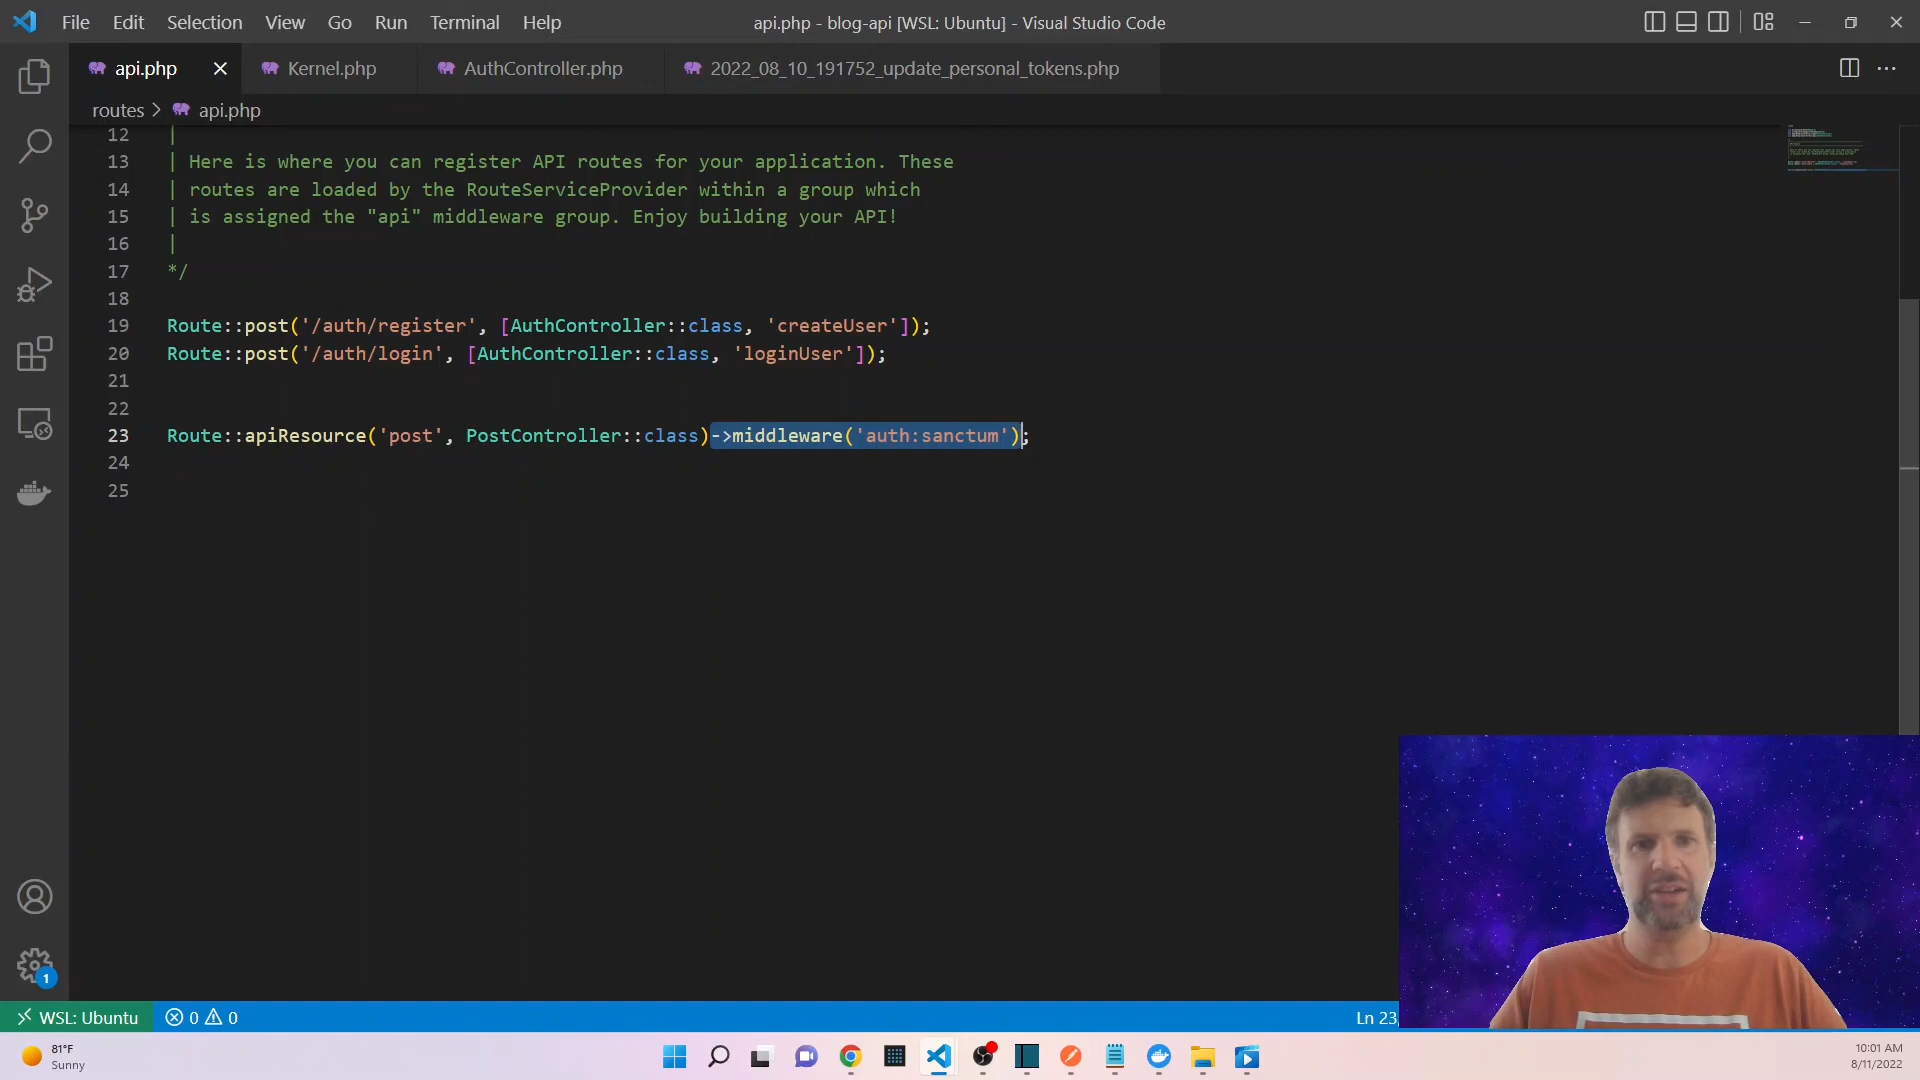 File Edit Selection View Go Run Terminal Help
api.php - blog-api [WSL: Ubuntu] - Visual Studio Code
api.php
Kernel.php
AuthController.php
2022_08_10_191752_update_personal_tokens.php
routes > api.php
12 |
13 | Here is where you can register API routes for your application. These
14 | routes are loaded by the RouteServiceProvider within a group which
15 | is assigned the "api" middleware group. Enjoy building your API!
16 |
17 */
18
19 Route::post('/auth/register', [AuthController::class, 'createUser']);
20 Route::post('/auth/login', [AuthController::class, 'loginUser']);
21
22
23 Route::apiResource('post', PostController::class)->middleware('auth:sanctum');
24
25
1
WSL: Ubuntu
0 0
Ln 23
81°F
Sunny
10:01 AM
8/11/2022